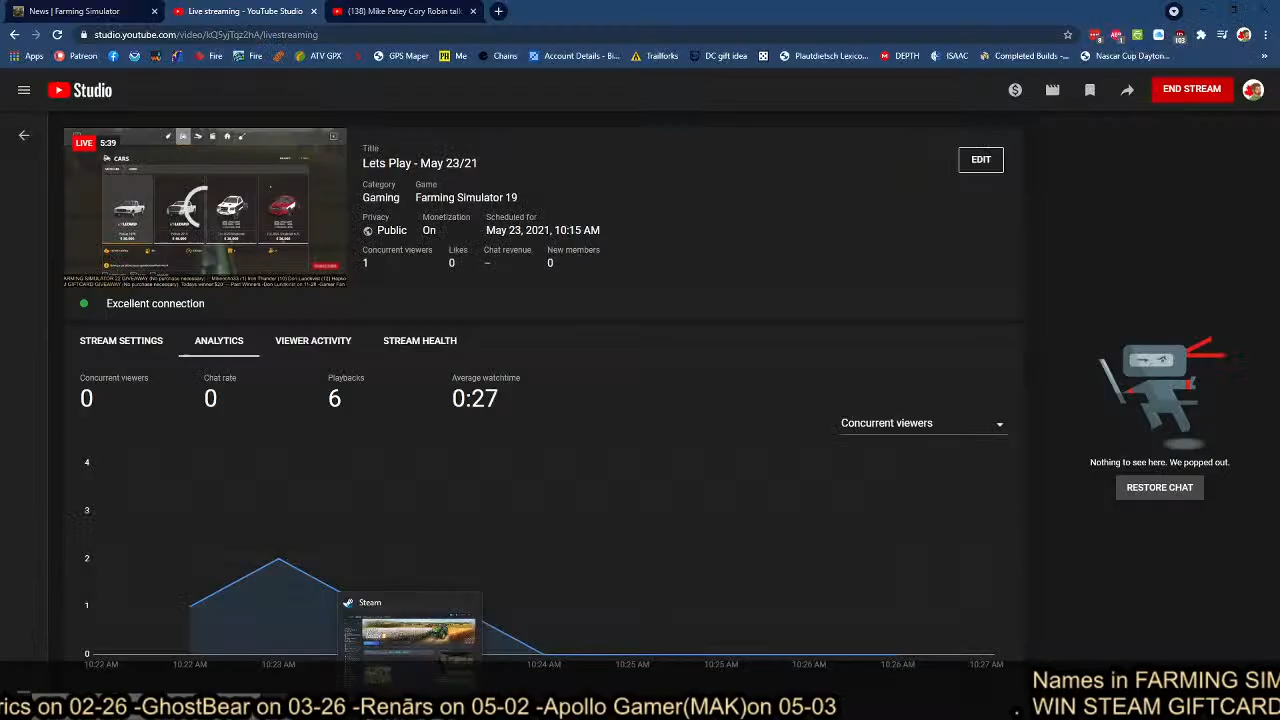 News | Farming Simulator
Live streaming - YouTube Studio
(138) Mike Patey Cory Robin talk
studio.youtube.com/video/kQ5yjTqz2hA/livestreaming
Apps
Patreon
Fire
Fire
ATV GPX
GPS Maper
Me
Chains
Account Details - Bi...
Trailforks
DC gift idea
Plautdietsch Lexico...
DEPTH
ISAAC
Completed Builds -...
Nascar Cup Dayton...
Studio
END STREAM
LIVE 5:39
CARS
Title
Lets Play - May 23/21
EDIT
Category
Game
Gaming
Farming Simulator 19
Privacy
Monetization
Scheduled for
Public
On
May 23, 2021, 10:15 AM
Concurrent viewers
Likes
Chat revenue
New members
1
0
–
0
Excellent connection
STREAM SETTINGS
ANALYTICS
VIEWER ACTIVITY
STREAM HEALTH
Concurrent viewers
Chat rate
Playbacks
Average watchtime
0
0
6
0:27
Concurrent viewers
4
3
2
1
0
Steam
10:22 AM
10:22 AM
10:23 AM
10:24 AM
10:25 AM
10:25 AM
10:26 AM
10:26 AM
10:27 AM
Nothing to see here. We popped out.
RESTORE CHAT
Names in FARMING SIM
rics on 02-26 -GhostBear on 03-26 -Renārs on 05-02 -Apollo Gamer(MAK)on 05-03
. WIN STEAM GIFTCARD